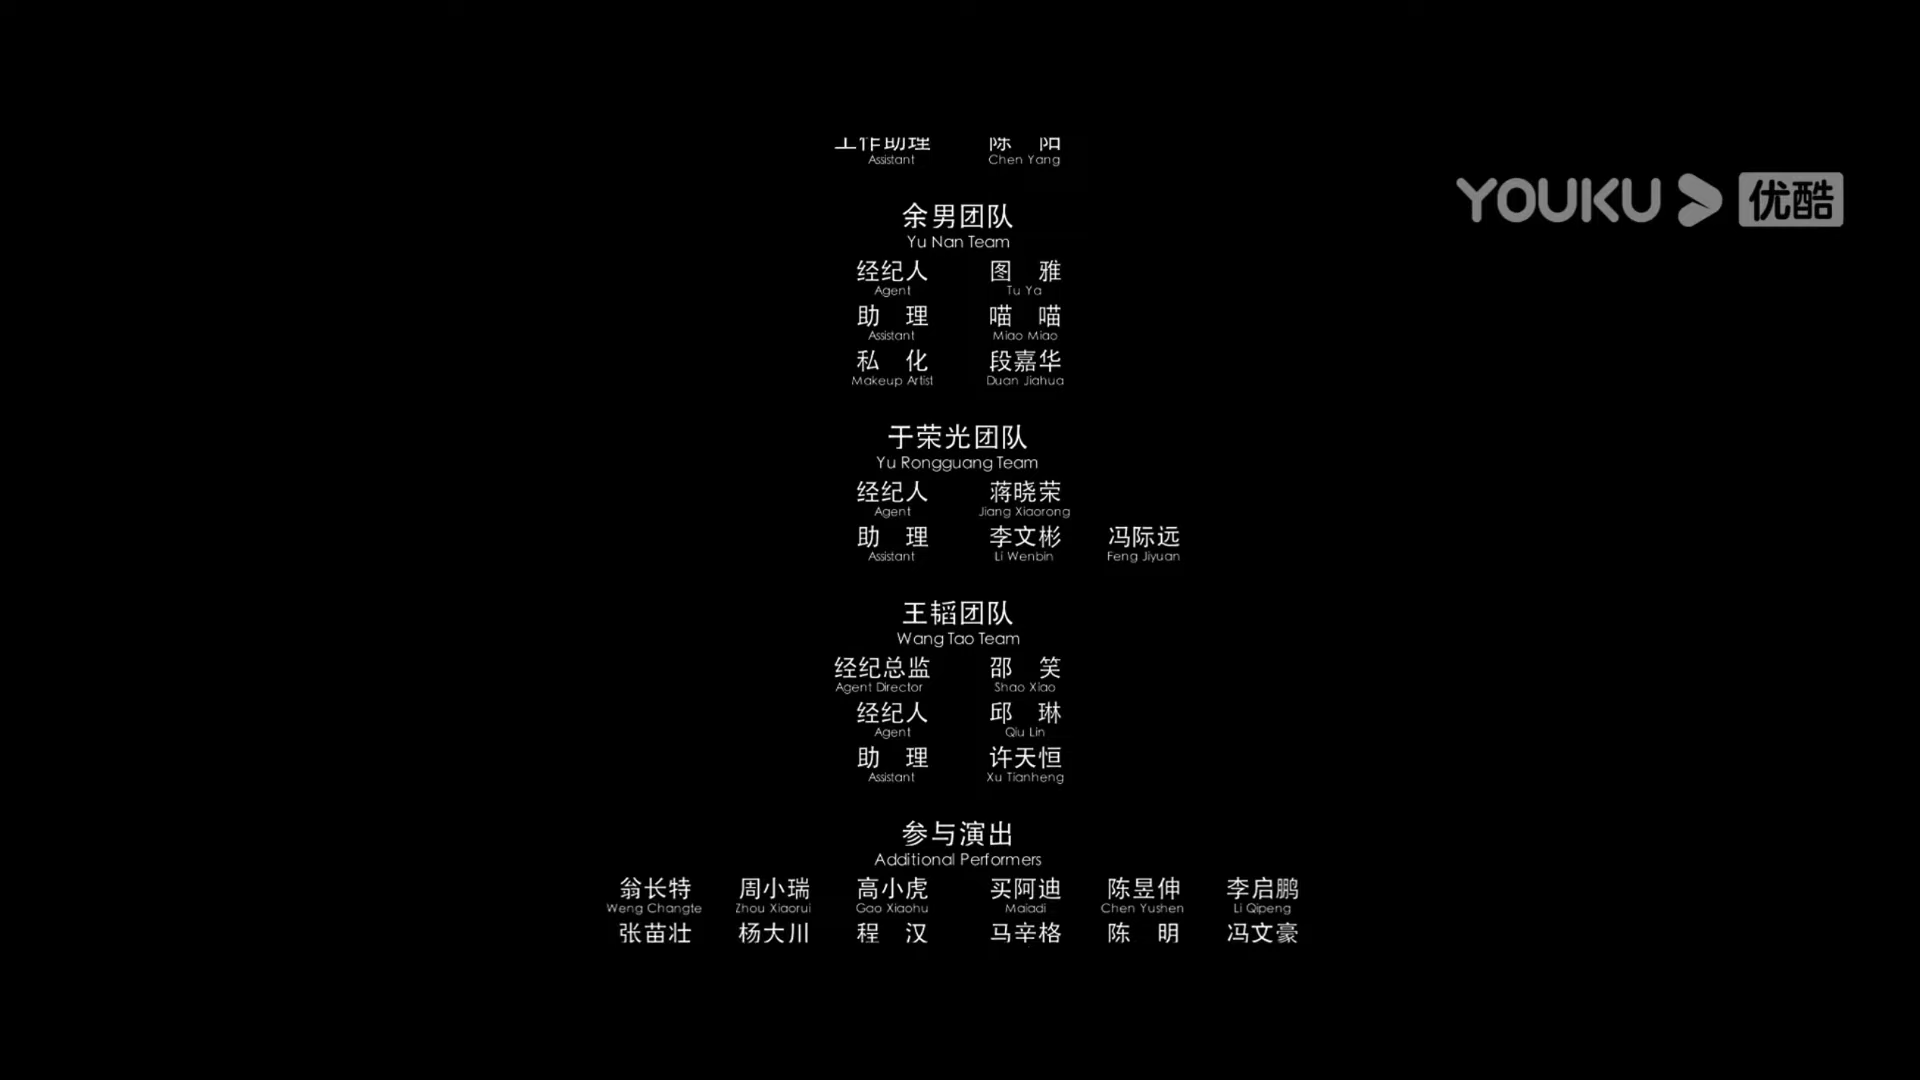 工作助理 陈 阳
Assistant Chen Yang
YOUKU 优酷
余男团队
Yu Nan Team
经纪人 图 雅
Agent Tu Ya
助 理 喵 喵
Assistant Miao Miao
私 化 段嘉华
Makeup Artist Duan Jiahua
于荣光团队
Yu Rongguang Team
经纪人 蒋晓荣
Agent Jiang Xiaorong
助 理 李文彬 冯际远
Assistant Li Wenbin Feng Jiyuan
王韬团队
Wang Tao Team
经纪总监 邵 笑
Agent Director Shao Xiao
经纪人 邱 琳
Agent Qiu Lin
助 理 许天恒
Assistant Xu Tianheng
参与演出
Additional Performers
翁长特 周小瑞 高小虎 买阿迪 陈昱伸 李启鹏
Weng Changte Zhou Xiaorui Gao Xiaohu Maiadi Chen Yushen Li Qipeng
张苗壮 杨大川 程 汉 马辛格 陈 明 冯文豪